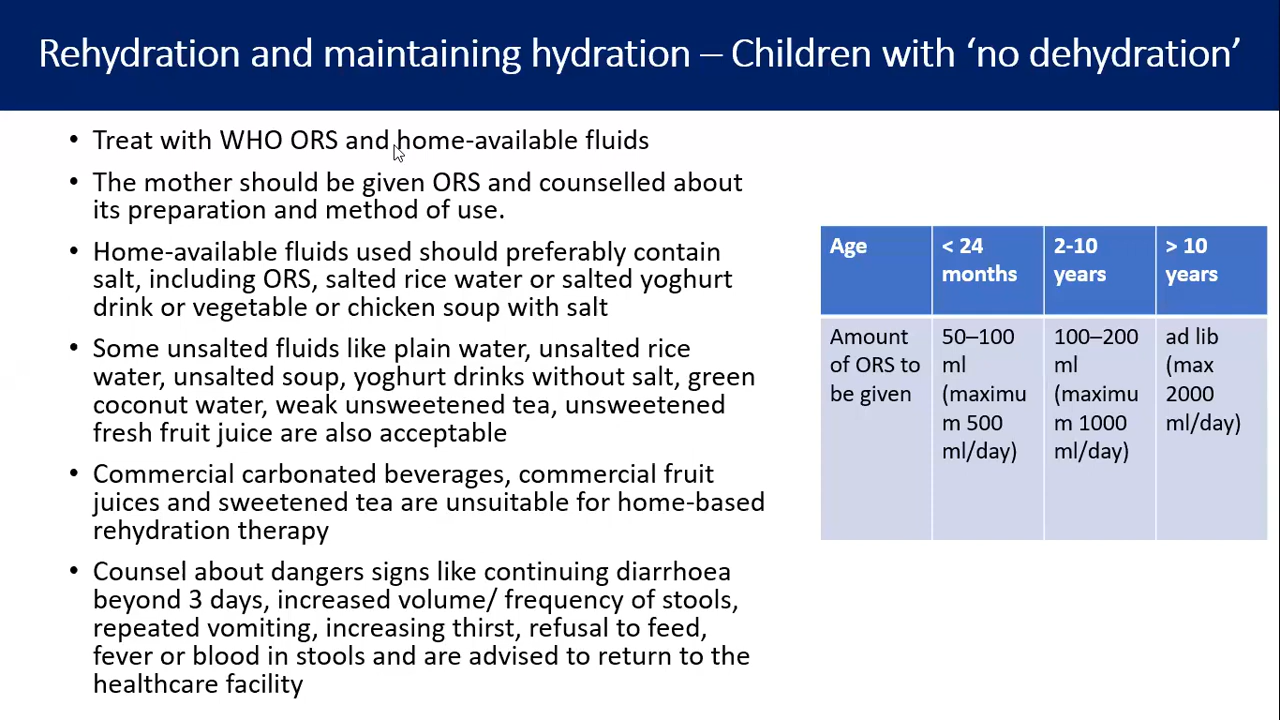 Rehydration and maintaining hydration – Children with ‘no dehydration’
• Treat with WHO ORS and home-available fluids
• The mother should be given ORS and counselled about
its preparation and method of use.
• Home-available fluids used should preferably contain
salt, including ORS, salted rice water or salted yoghurt
drink or vegetable or chicken soup with salt
• Some unsalted fluids like plain water, unsalted rice
water, unsalted soup, yoghurt drinks without salt, green
coconut water, weak unsweetened tea, unsweetened
fresh fruit juice are also acceptable
• Commercial carbonated beverages, commercial fruit
juices and sweetened tea are unsuitable for home-based
rehydration therapy
• Counsel about dangers signs like continuing diarrhoea
beyond 3 days, increased volume/ frequency of stools,
repeated vomiting, increasing thirst, refusal to feed,
fever or blood in stools and are advised to return to the
healthcare facility
Age
< 24
months
2-10
years
> 10
years
Amount
of ORS to
be given
50–100
ml
(maximu
m 500
ml/day)
100–200
ml
(maximu
m 1000
ml/day)
ad lib
(max
2000
ml/day)